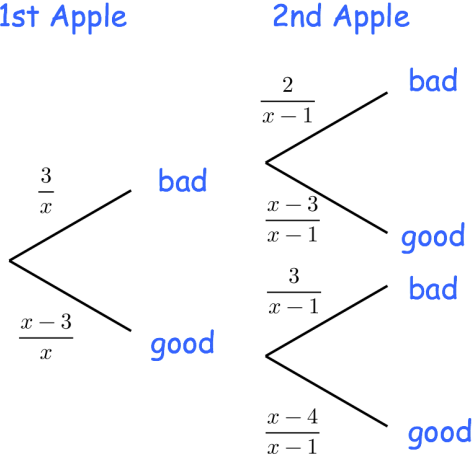 1st Apple 2nd Apple
2/(x − 1) bad
3/x bad
(x − 3)/(x − 1) good
3/(x − 1) bad
(x − 3)/x good
(x − 4)/(x − 1) good